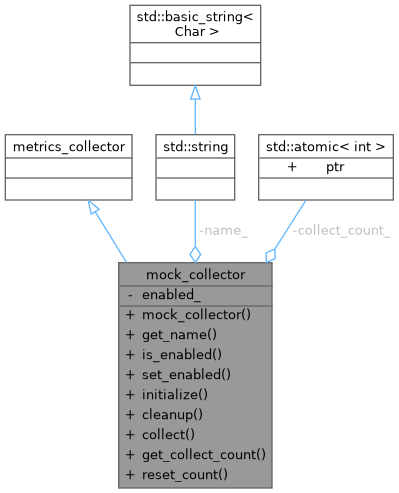 std::basic_string<
Char >
metrics_collector
std::string
std::atomic< int >
+ ptr
-name_
-collect_count_
mock_collector
- enabled_
+ mock_collector()
+ get_name()
+ is_enabled()
+ set_enabled()
+ initialize()
+ cleanup()
+ collect()
+ get_collect_count()
+ reset_count()